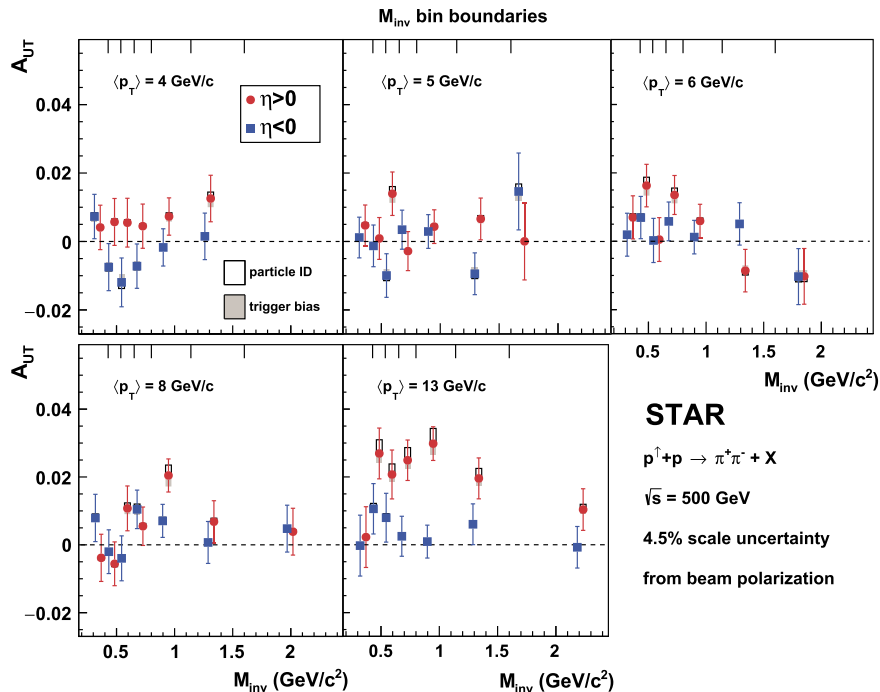 M_inv bin boundaries
A_UT
⟨p_T⟩ = 4 GeV/c
⟨p_T⟩ = 5 GeV/c
⟨p_T⟩ = 6 GeV/c
η>0
η<0
0.04
0.02
0
−0.02
particle ID
trigger bias
0.5 1 1.5 2
M_inv (GeV/c²)
A_UT
⟨p_T⟩ = 8 GeV/c
⟨p_T⟩ = 13 GeV/c
0.04
0.02
0
−0.02
0.5 1 1.5 2
0.5 1 1.5 2
M_inv (GeV/c²)
M_inv (GeV/c²)
STAR
p↑+p → π⁺π⁻ + X
√s = 500 GeV
4.5% scale uncertainty
from beam polarization